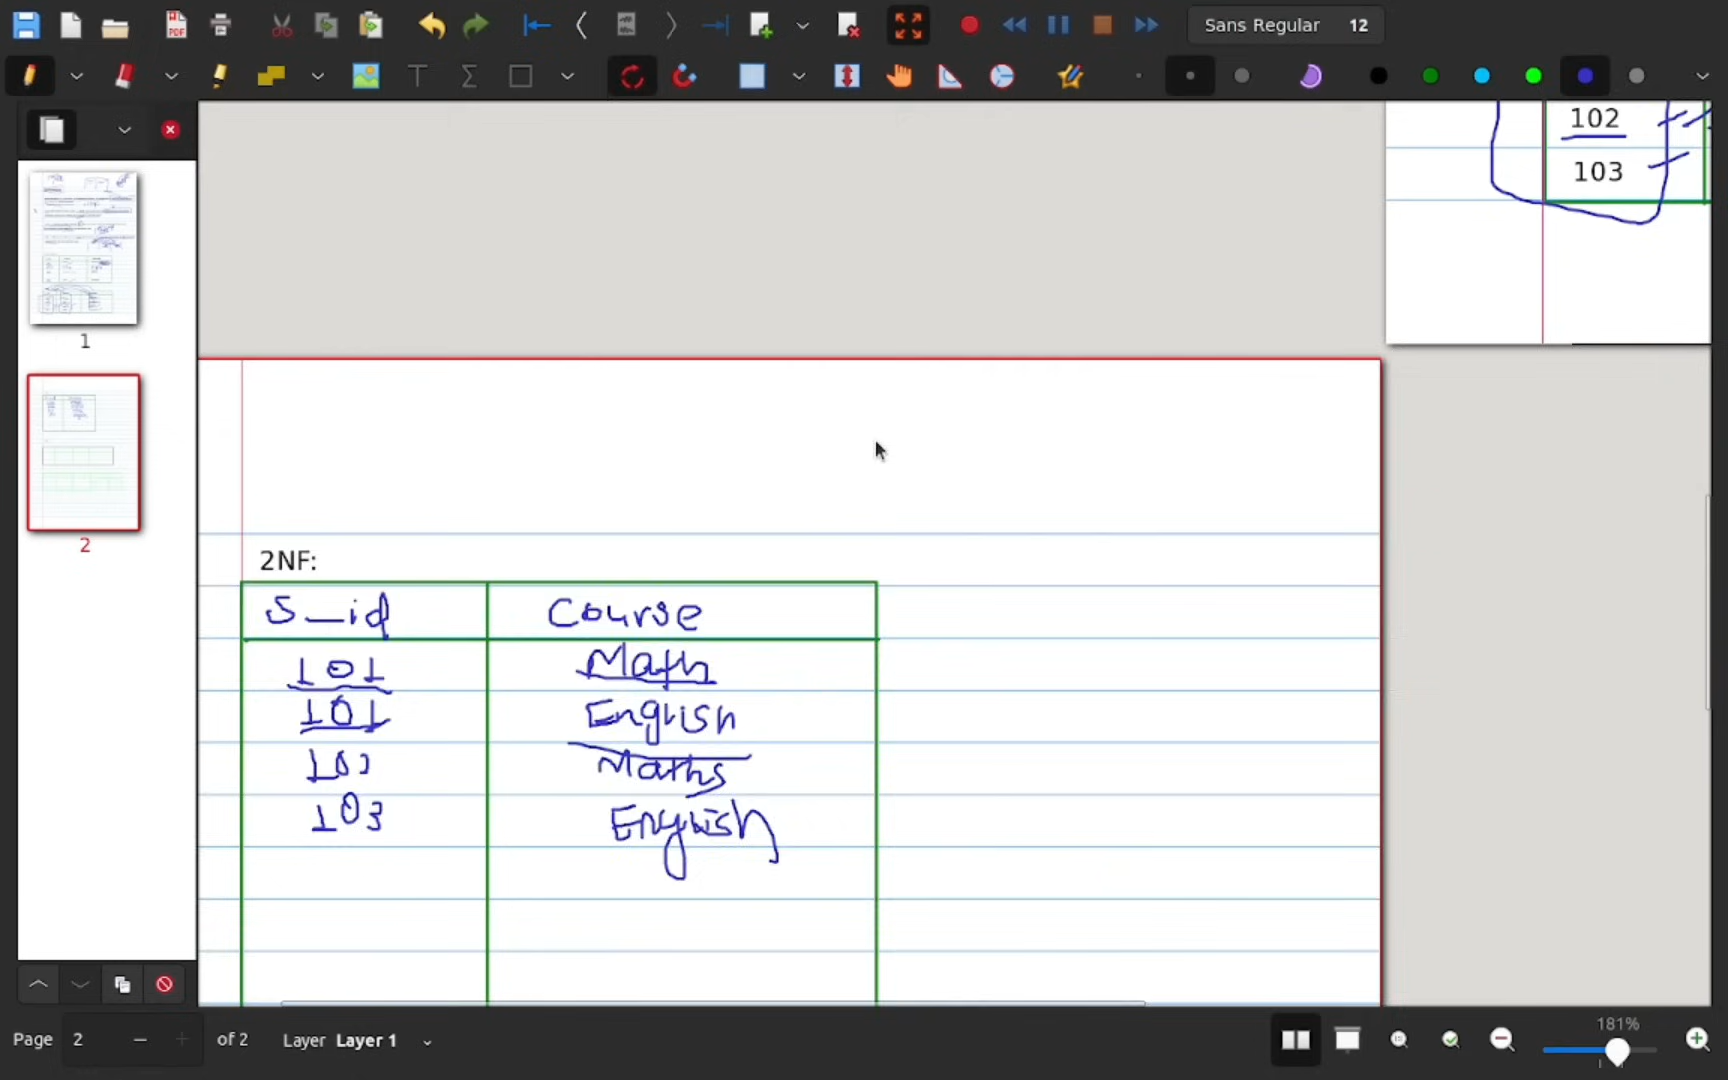 Sans Regular 12
102
103
1
2
2NF:
S_id Course
101 Math
101 English
102 Maths
103 English
Page 2 of 2 Layer Layer 1
181%